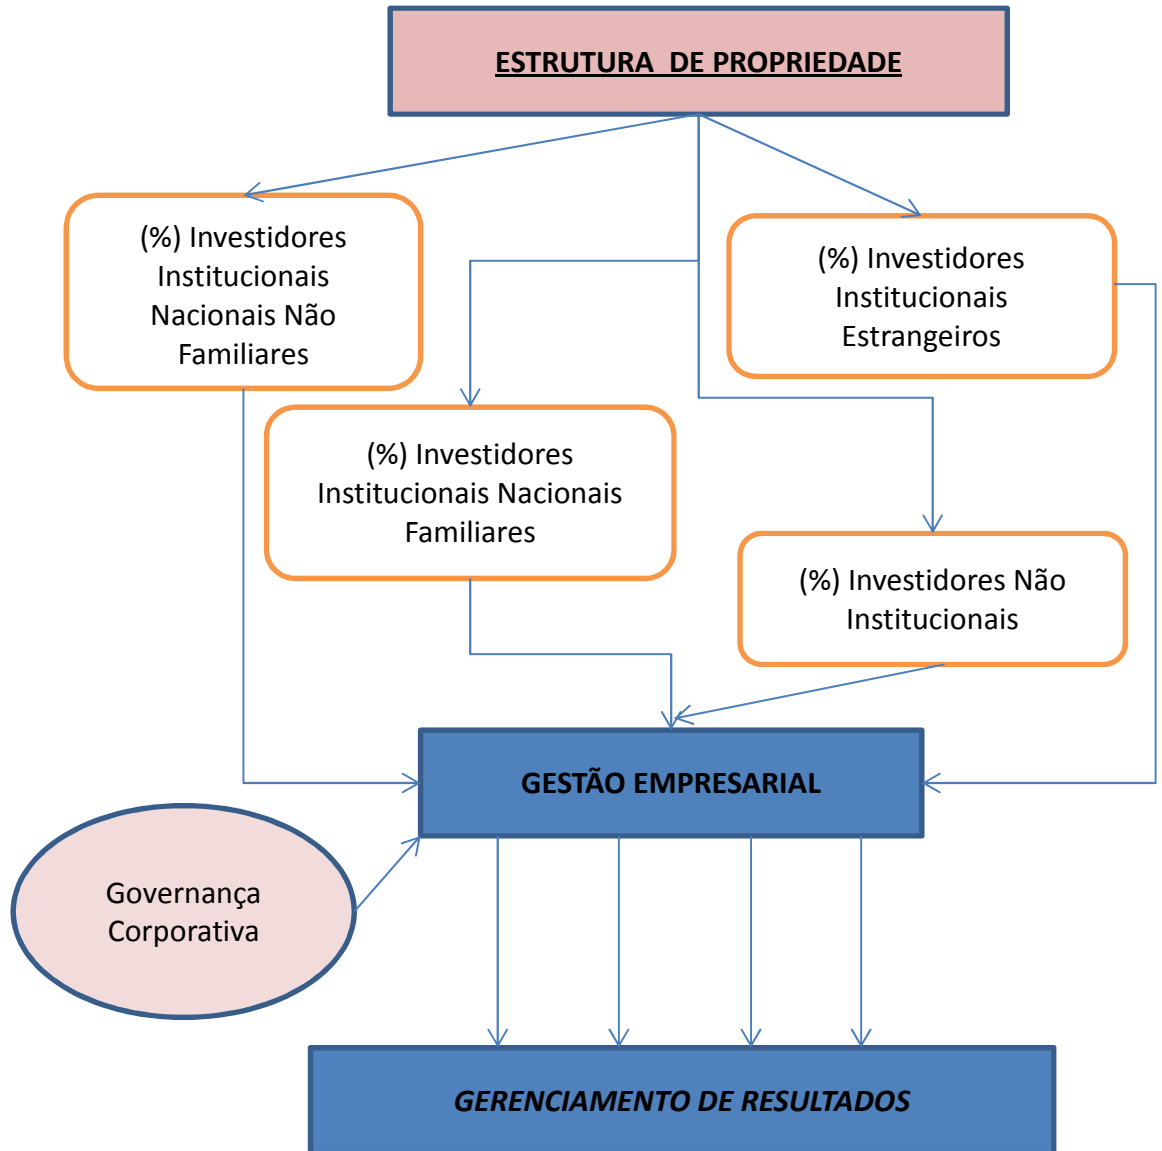 ESTRUTURA DE PROPRIEDADE
(%) Investidores
Institucionais
Nacionais Não
Familiares
(%) Investidores
Institucionais
Estrangeiros
(%) Investidores
Institucionais Nacionais
Familiares
(%) Investidores Não
Institucionais
GESTÃO EMPRESARIAL
Governança
Corporativa
GERENCIAMENTO DE RESULTADOS